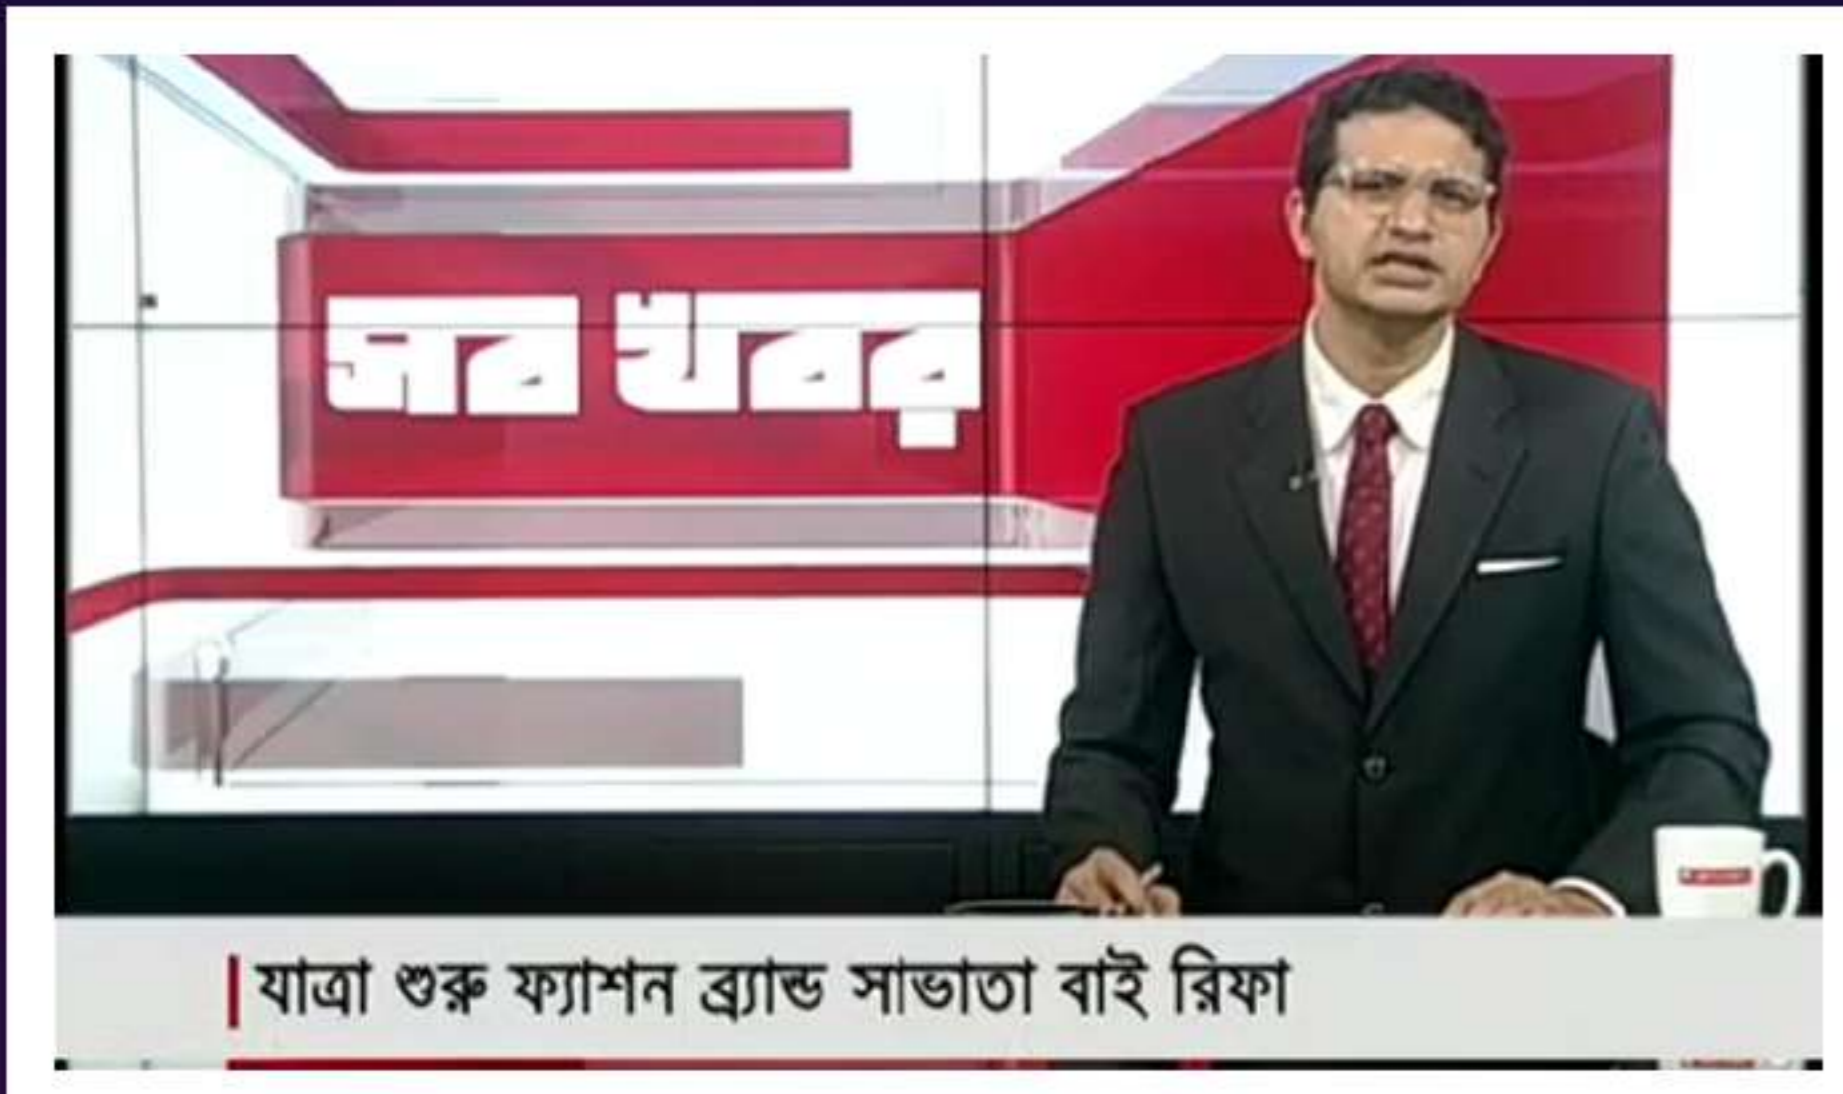 সব খবর
যাত্রা শুরু ফ্যাশন ব্র্যান্ড সাভাতা বাই রিফা